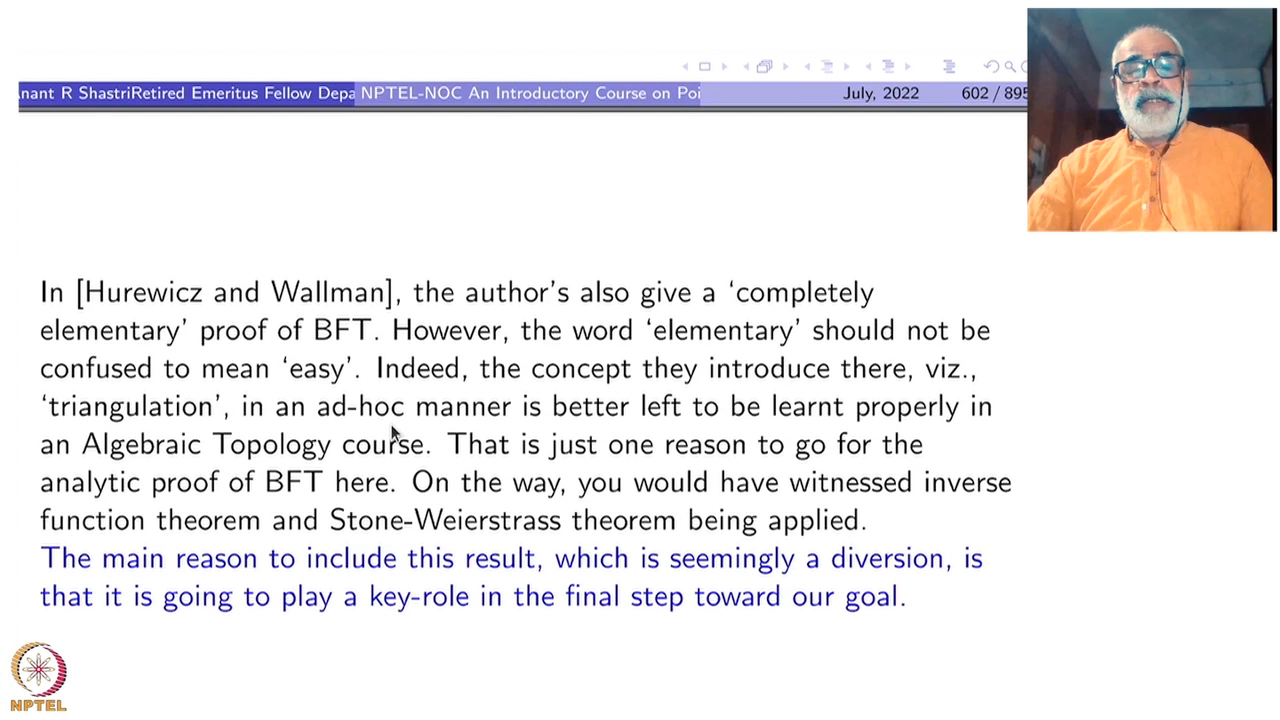 nant R ShastriRetired Emeritus Fellow Depa NPTEL-NOC An Introductory Course on Poi July, 2022 602 / 895
In [Hurewicz and Wallman], the author's also give a ‘completely
elementary’ proof of BFT. However, the word ‘elementary’ should not be
confused to mean ‘easy’. Indeed, the concept they introduce there, viz.,
‘triangulation’, in an ad-hoc manner is better left to be learnt properly in
an Algebraic Topology course. That is just one reason to go for the
analytic proof of BFT here. On the way, you would have witnessed inverse
function theorem and Stone-Weierstrass theorem being applied.
The main reason to include this result, which is seemingly a diversion, is
that it is going to play a key-role in the final step toward our goal.
NPTEL